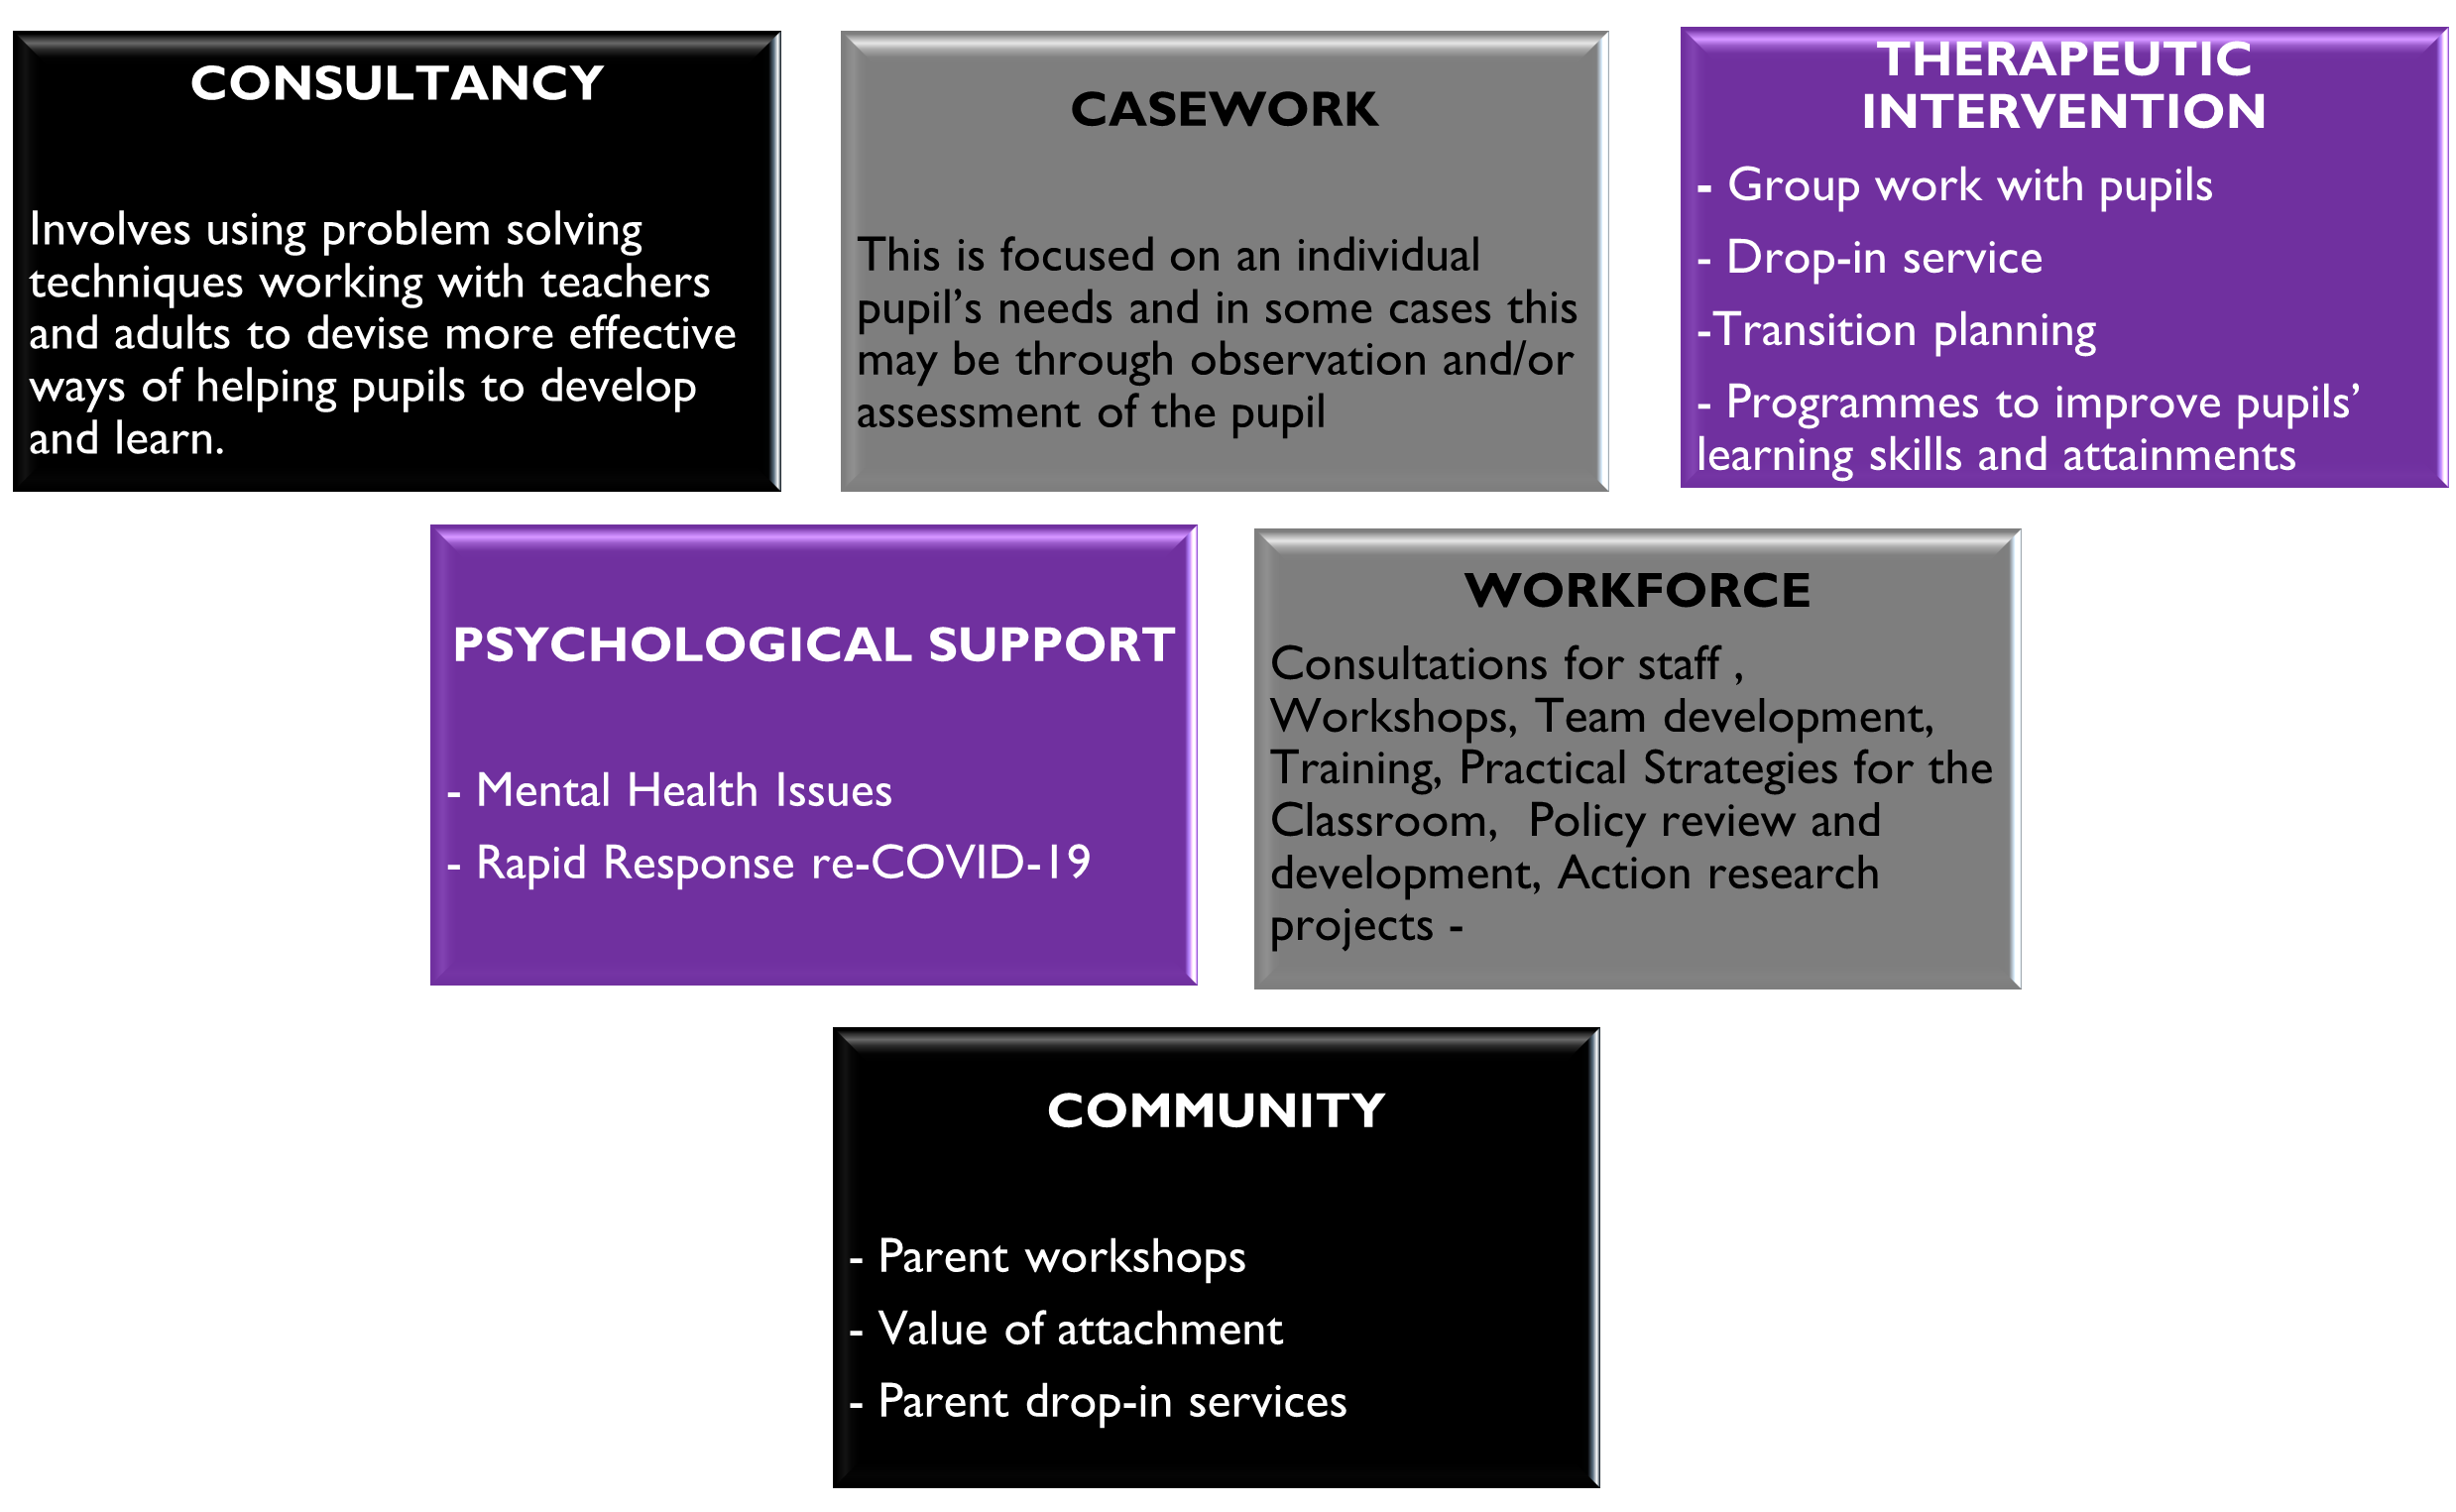 CONSULTANCY
Involves using problem solving
techniques working with teachers
and adults to devise more effective
ways of helping pupils to develop
and learn.
CASEWORK
This is focused on an individual
pupil’s needs and in some cases this
may be through observation and/or
assessment of the pupil
THERAPEUTIC
INTERVENTION
- Group work with pupils
- Drop-in service
-Transition planning
- Programmes to improve pupils’
learning skills and attainments
PSYCHOLOGICAL SUPPORT
- Mental Health Issues
- Rapid Response re-COVID-19
WORKFORCE
Consultations for staff ,
Workshops, Team development,
Training, Practical Strategies for the
Classroom,  Policy review and
development, Action research
projects -
COMMUNITY
- Parent workshops
- Value of attachment
- Parent drop-in services